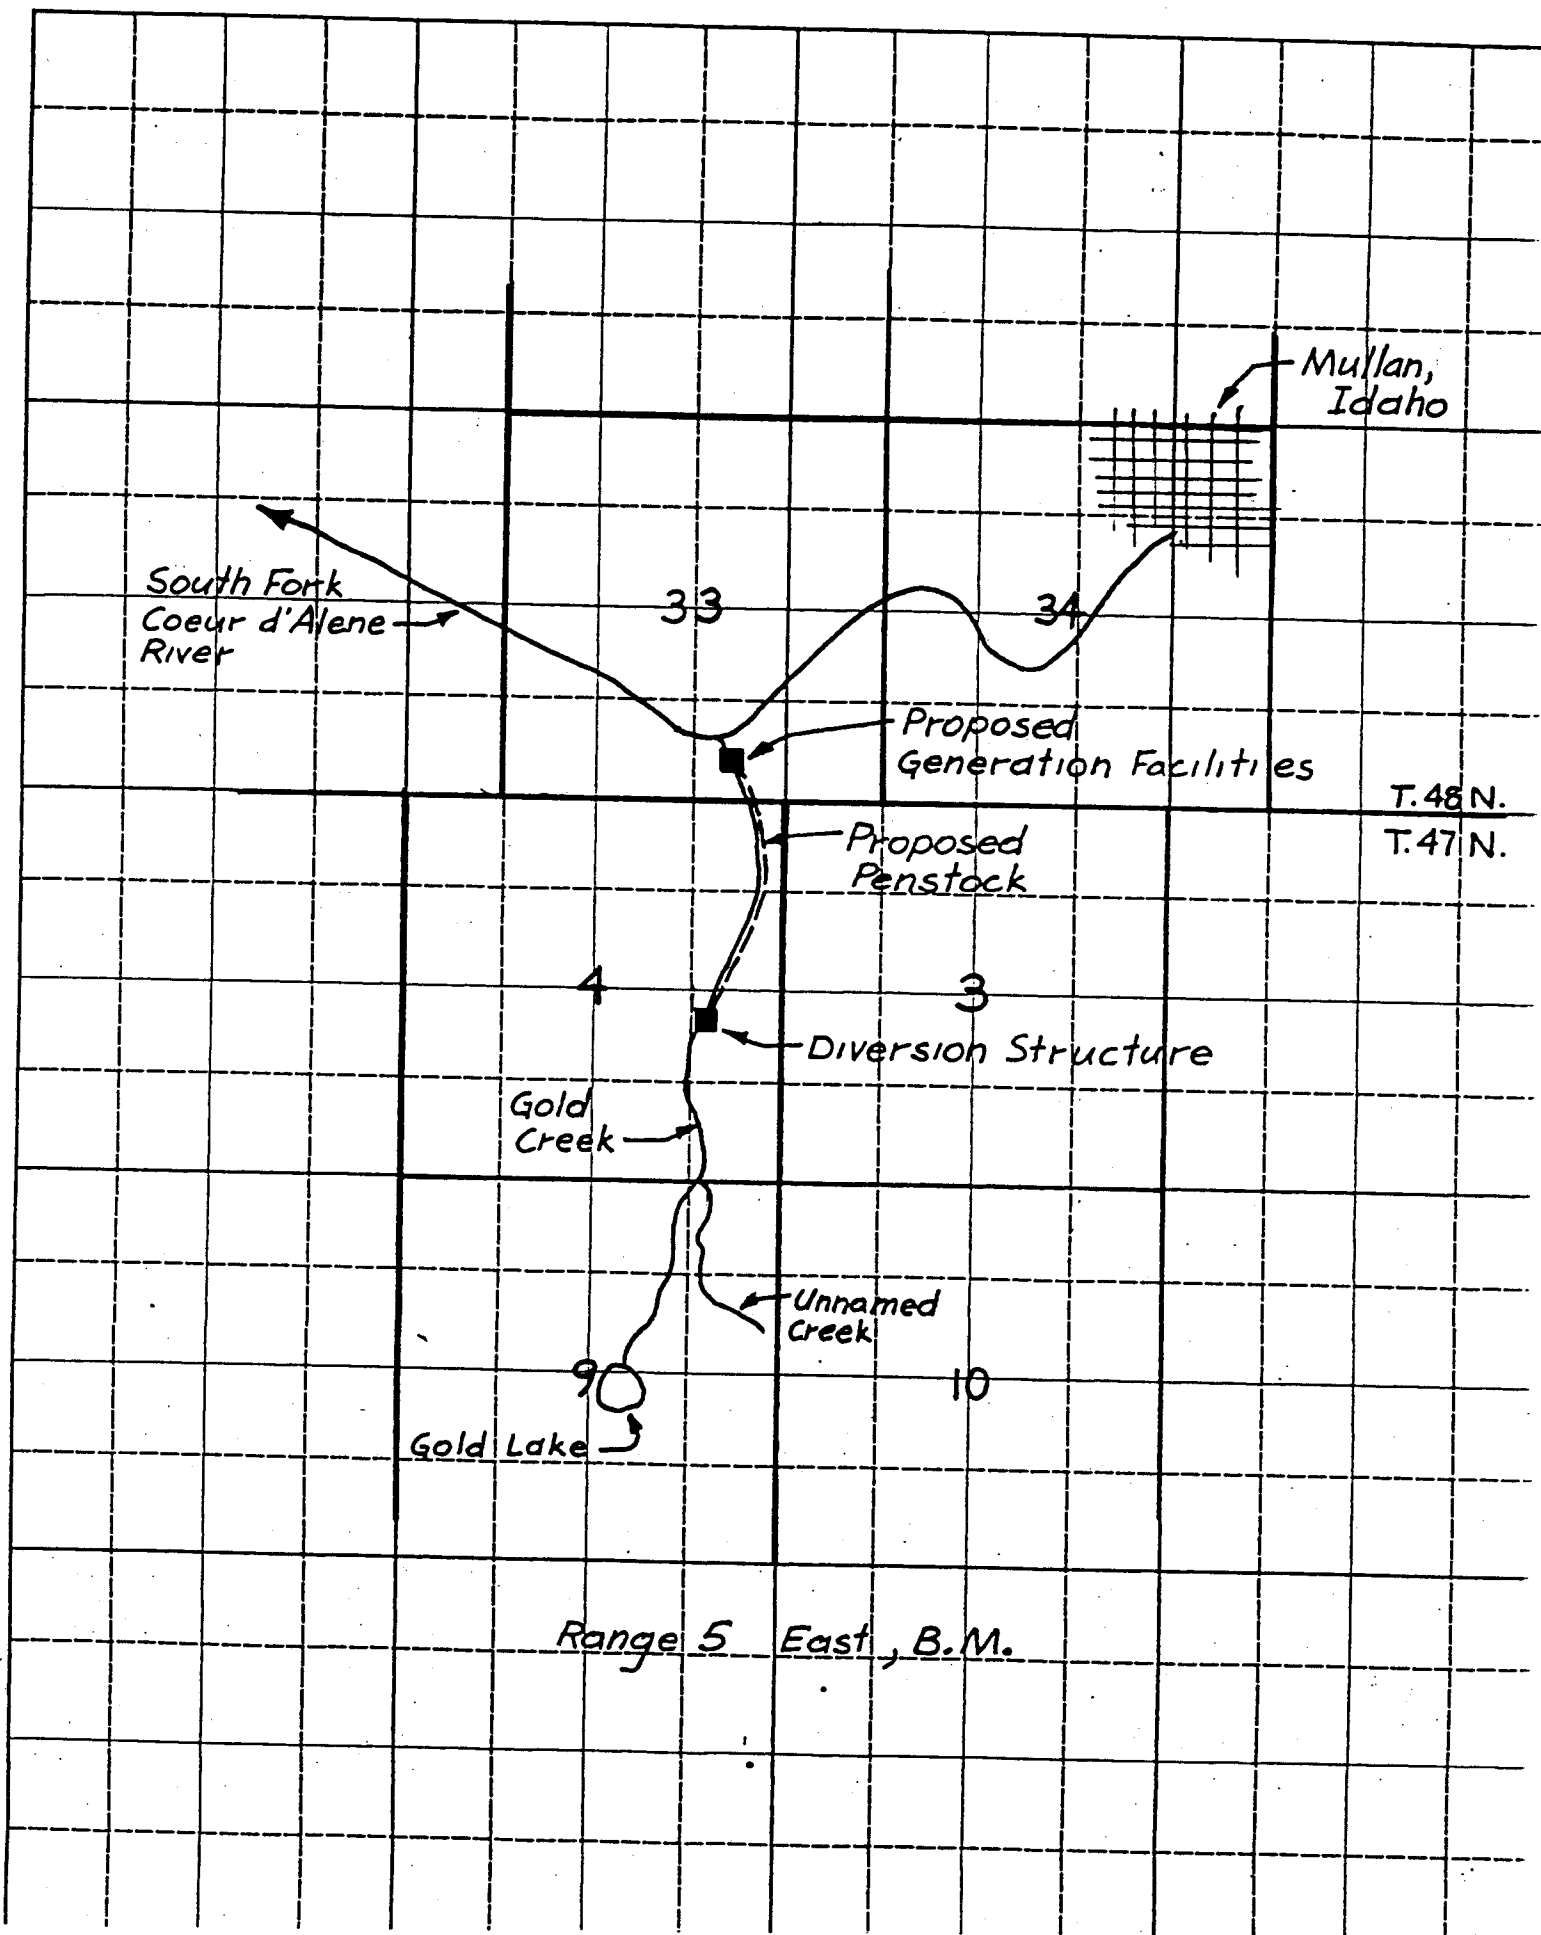 Mullan,
Idaho
South Fork
Coeur d'Alene
River
33
34
Proposed
Generation Facilities
T. 48 N.
T. 47 N.
Proposed
Penstock
4
3
Diversion Structure
Gold
Creek
Unnamed
Creek
9
10
Gold Lake
Range 5 East, B.M.